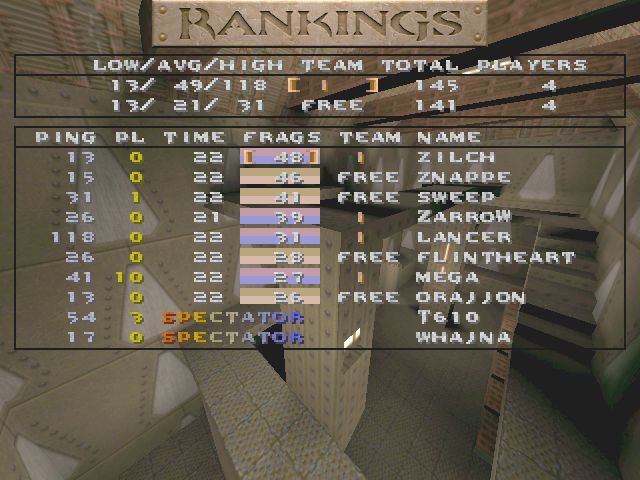 RANKINGS
LOW/AVG/HIGH TEAM TOTAL PLAYERS
13/ 49/118 [ I ] 145 4
13/ 21/ 31 FREE 141 4
PING PL TIME FRAGS TEAM NAME
13 0 22 [ 48 ] I ZILCH
15 0 22 46 FREE ZNAPPE
31 1 22 41 FREE SWEEP
26 0 21 39 I ZARROW
118 0 22 31 I LANCER
26 0 22 28 FREE FLINTHEART
41 10 22 27 I MEGA
13 0 22 26 FREE ORAJJON
54 3 SPECTATOR T610
17 0 SPECTATOR WHAJNA